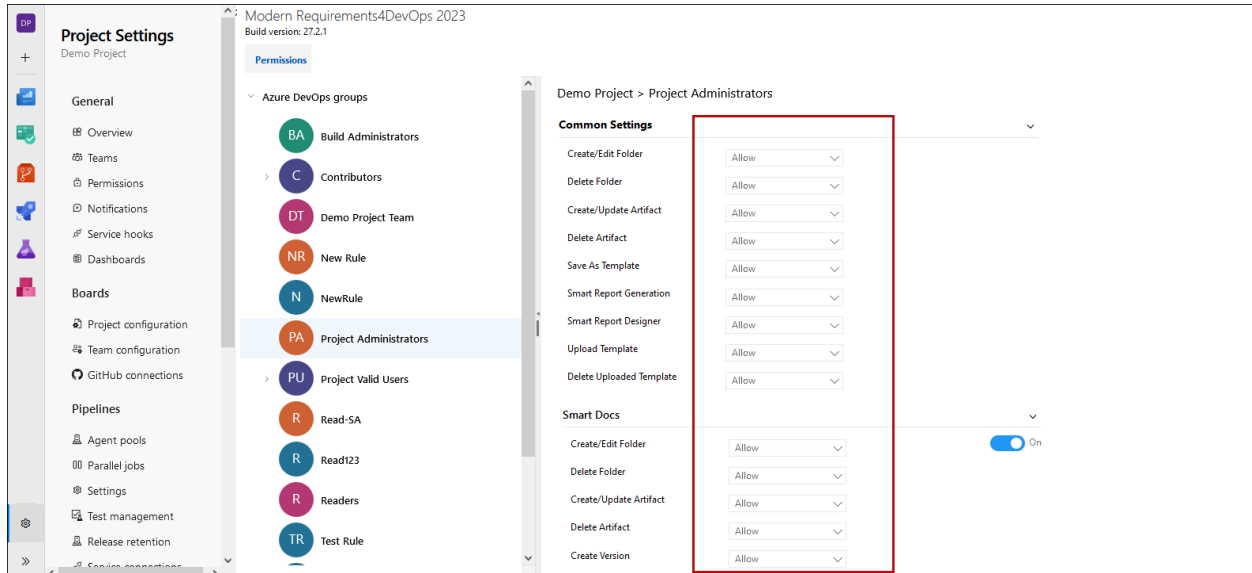 DP
Project Settings
Demo Project
General
Overview
Teams
Permissions
Notifications
Service hooks
Dashboards
Boards
Project configuration
Team configuration
GitHub connections
Pipelines
Agent pools
Parallel jobs
Settings
Test management
Release retention
Service connections
Modern Requirements4DevOps 2023
Build version: 27.2.1
Permissions
Azure DevOps groups
BA Build Administrators
C Contributors
DT Demo Project Team
NR New Rule
N NewRule
PA Project Administrators
PU Project Valid Users
R Read-SA
R Read123
R Readers
TR Test Rule
Demo Project > Project Administrators
Common Settings
Create/Edit Folder Allow
Delete Folder Allow
Create/Update Artifact Allow
Delete Artifact Allow
Save As Template Allow
Smart Report Generation Allow
Smart Report Designer Allow
Upload Template Allow
Delete Uploaded Template Allow
Smart Docs
Create/Edit Folder Allow On
Delete Folder Allow
Create/Update Artifact Allow
Delete Artifact Allow
Create Version Allow